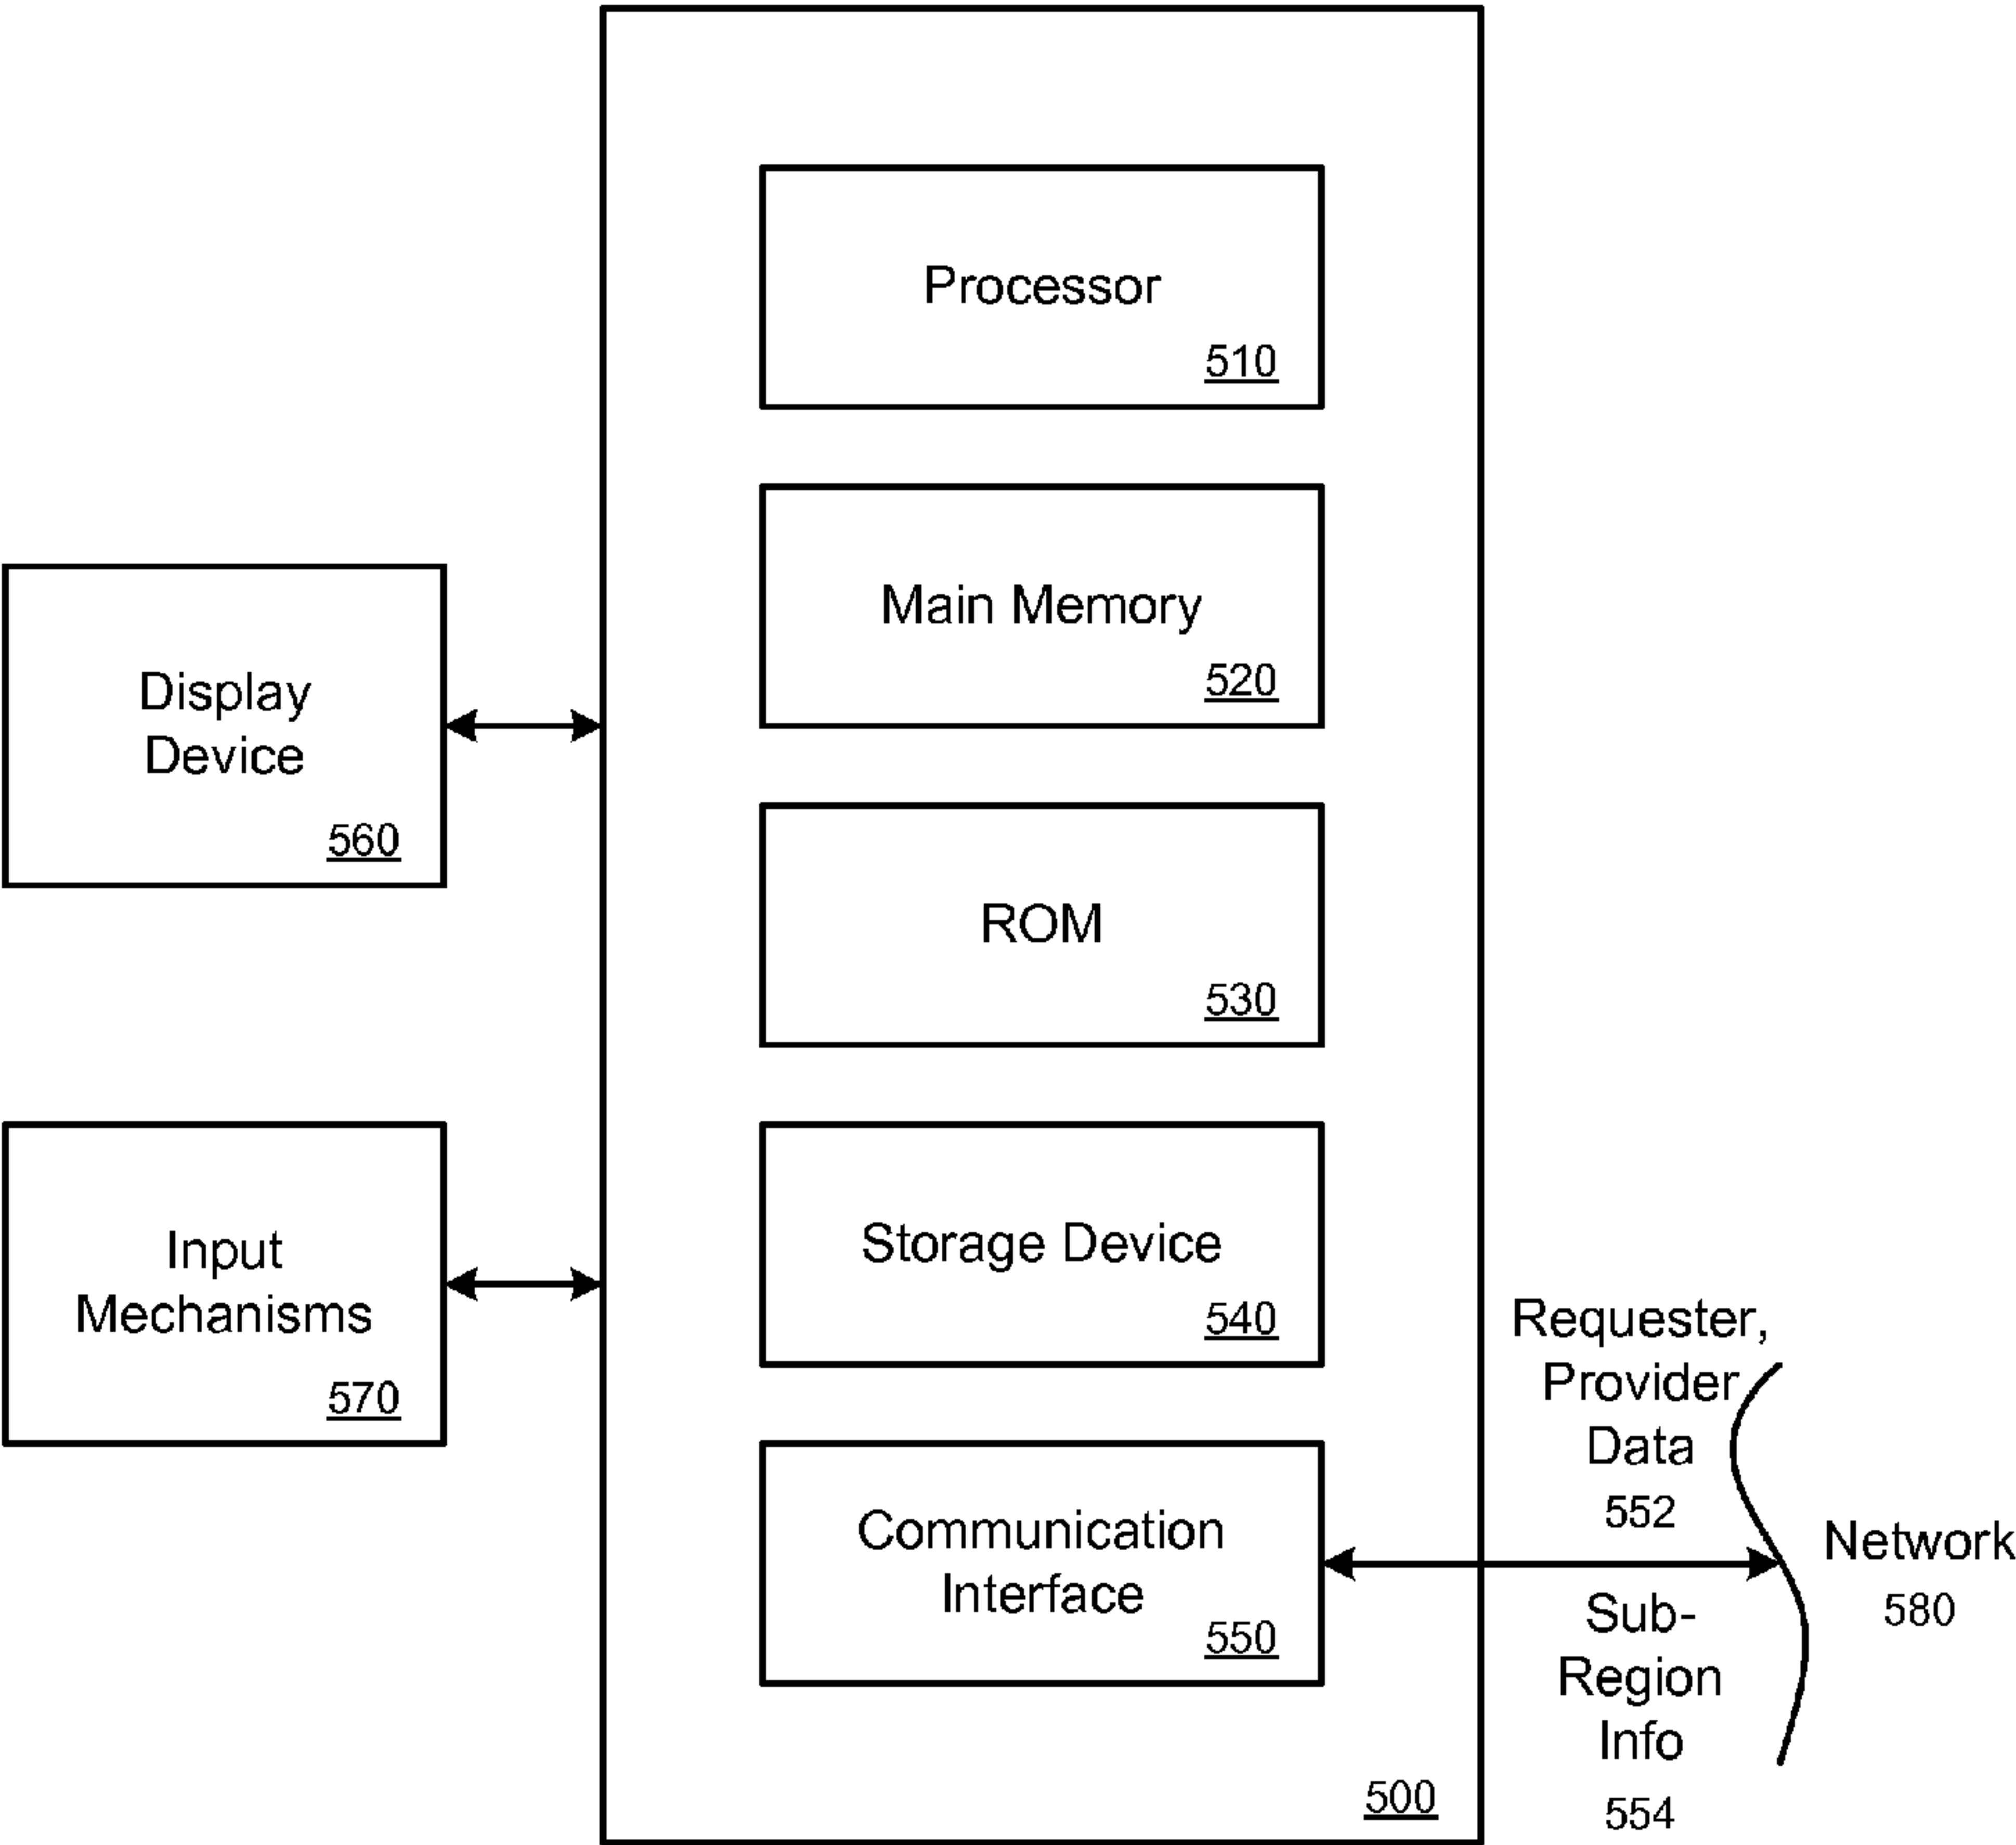 Processor
510
Main Memory
520
Display
Device
560
ROM
530
Input
Mechanisms
570
Storage Device
540
Communication
Interface
550
Requester,
Provider
Data
552
Network
580
Sub-
Region
Info
554
500